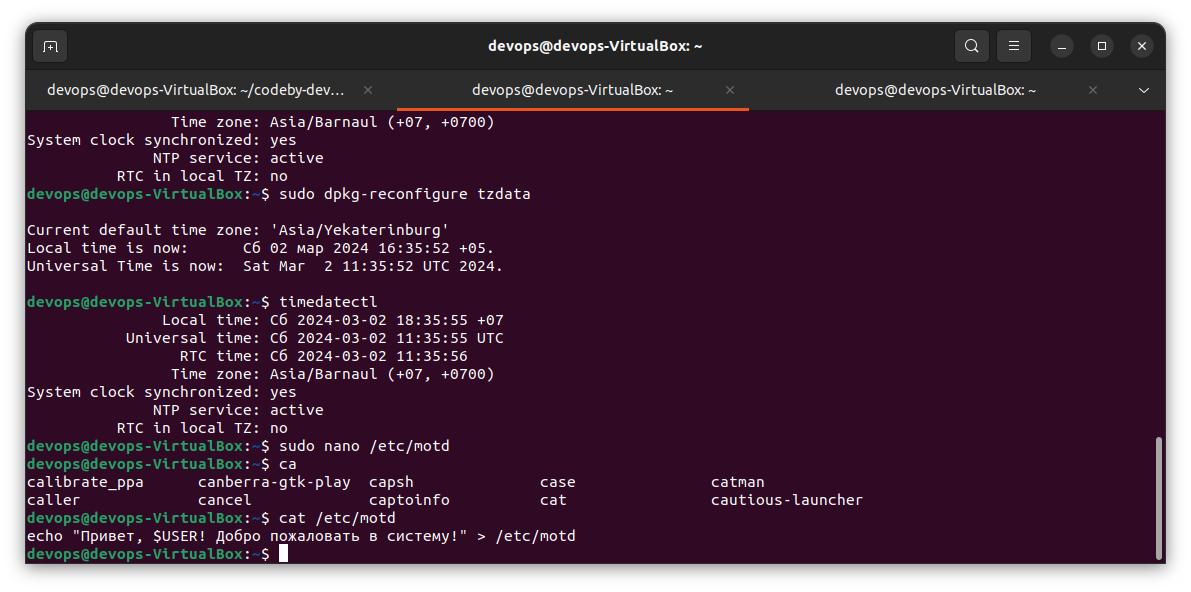 devops@devops-VirtualBox: ~
devops@devops-VirtualBox: ~/codeby-dev…
devops@devops-VirtualBox: ~
devops@devops-VirtualBox: ~
                Time zone: Asia/Barnaul (+07, +0700)
System clock synchronized: yes
              NTP service: active
          RTC in local TZ: no
devops@devops-VirtualBox:~$ sudo dpkg-reconfigure tzdata
Current default time zone: 'Asia/Yekaterinburg'
Local time is now:      Сб 02 мар 2024 16:35:52 +05.
Universal Time is now:  Sat Mar  2 11:35:52 UTC 2024.
devops@devops-VirtualBox:~$ timedatectl
               Local time: Сб 2024-03-02 18:35:55 +07
           Universal time: Сб 2024-03-02 11:35:55 UTC
                 RTC time: Сб 2024-03-02 11:35:56
                Time zone: Asia/Barnaul (+07, +0700)
System clock synchronized: yes
              NTP service: active
          RTC in local TZ: no
devops@devops-VirtualBox:~$ sudo nano /etc/motd
devops@devops-VirtualBox:~$ ca
calibrate_ppa      canberra-gtk-play  capsh              case               catman
caller             cancel             captoinfo          cat                cautious-launcher
devops@devops-VirtualBox:~$ cat /etc/motd
echo "Привет, $USER! Добро пожаловать в систему!" > /etc/motd
devops@devops-VirtualBox:~$